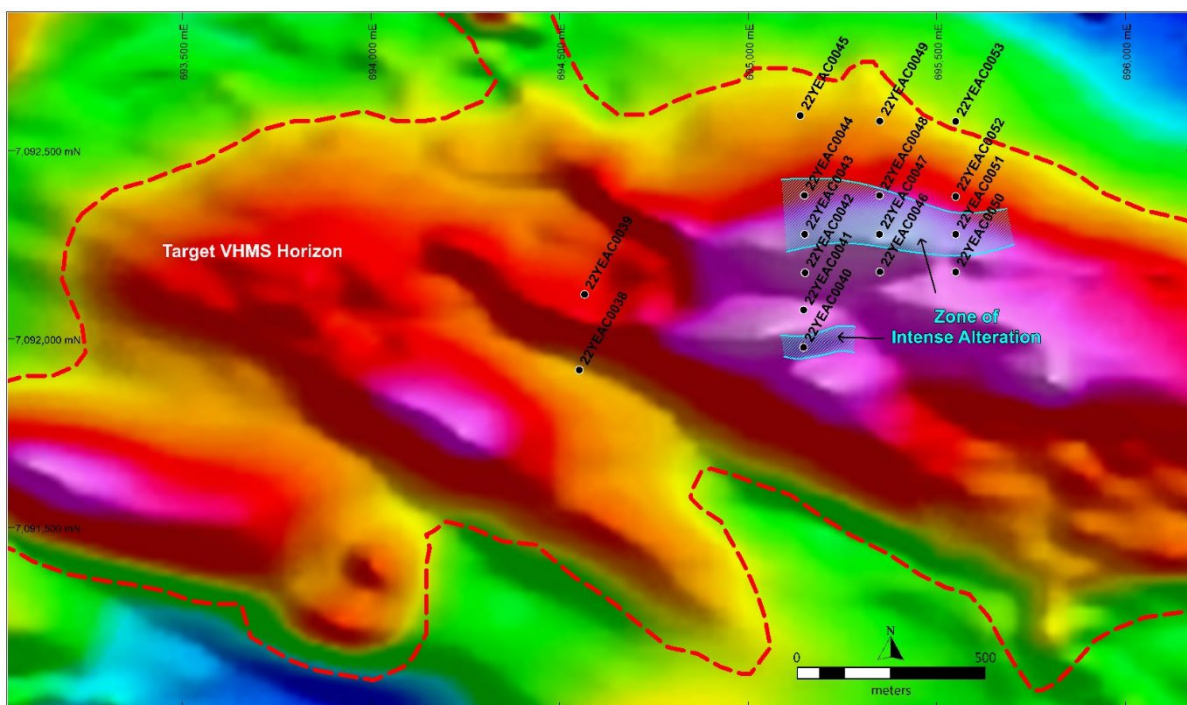 693,500 mE
694,000 mE
694,500 mE
695,000 mE
695,500 mE
696,000 mE
7,092,500 mN
7,092,000 mN
7,091,500 mN
22YEAC0045
22YEAC0049
22YEAC0053
22YEAC0044
22YEAC0048
22YEAC0052
22YEAC0043
22YEAC0047
22YEAC0051
22YEAC0042
22YEAC0046
22YEAC0050
22YEAC0041
22YEAC0040
22YEAC0039
22YEAC0038
Target VHMS Horizon
Zone of
Intense Alteration
N
0 500
meters